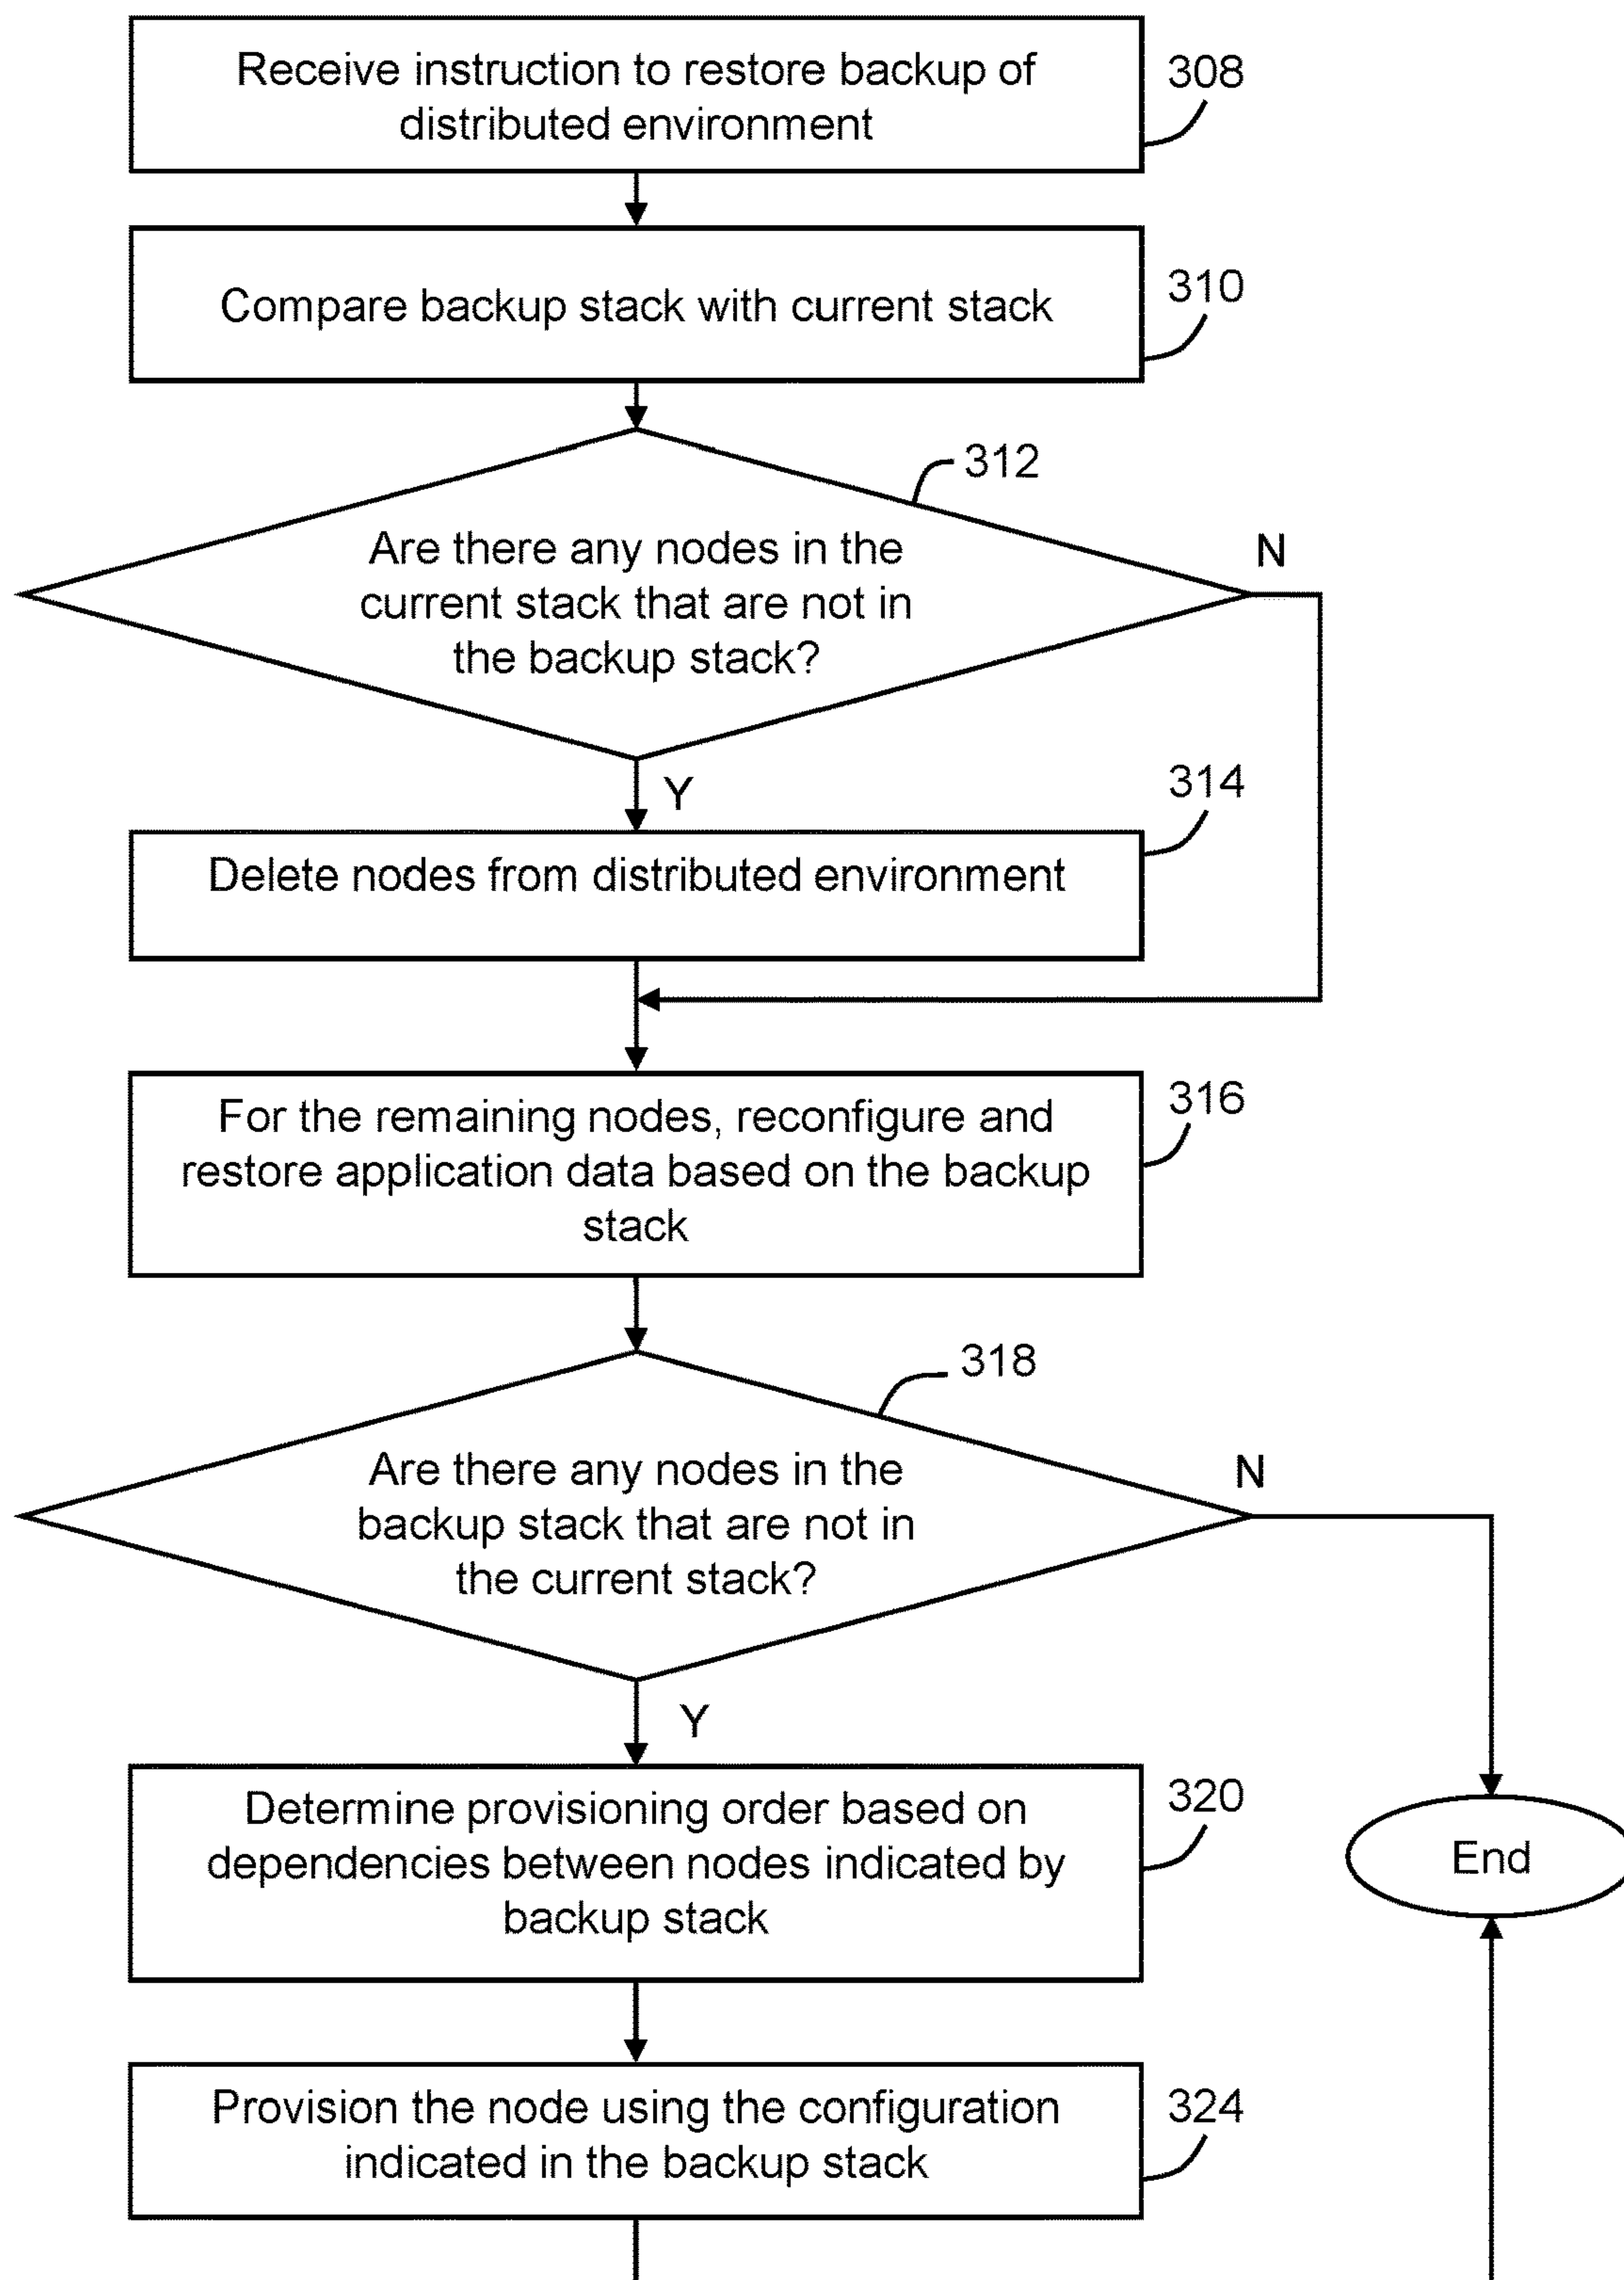 Receive instruction to restore backup of
distributed environment
308
Compare backup stack with current stack
310
312
Are there any nodes in the
current stack that are not in
the backup stack?
N
Y
314
Delete nodes from distributed environment
For the remaining nodes, reconfigure and
restore application data based on the backup
stack
316
318
Are there any nodes in the
backup stack that are not in
the current stack?
N
Y
Determine provisioning order based on
dependencies between nodes indicated by
backup stack
320
End
Provision the node using the configuration
indicated in the backup stack
324